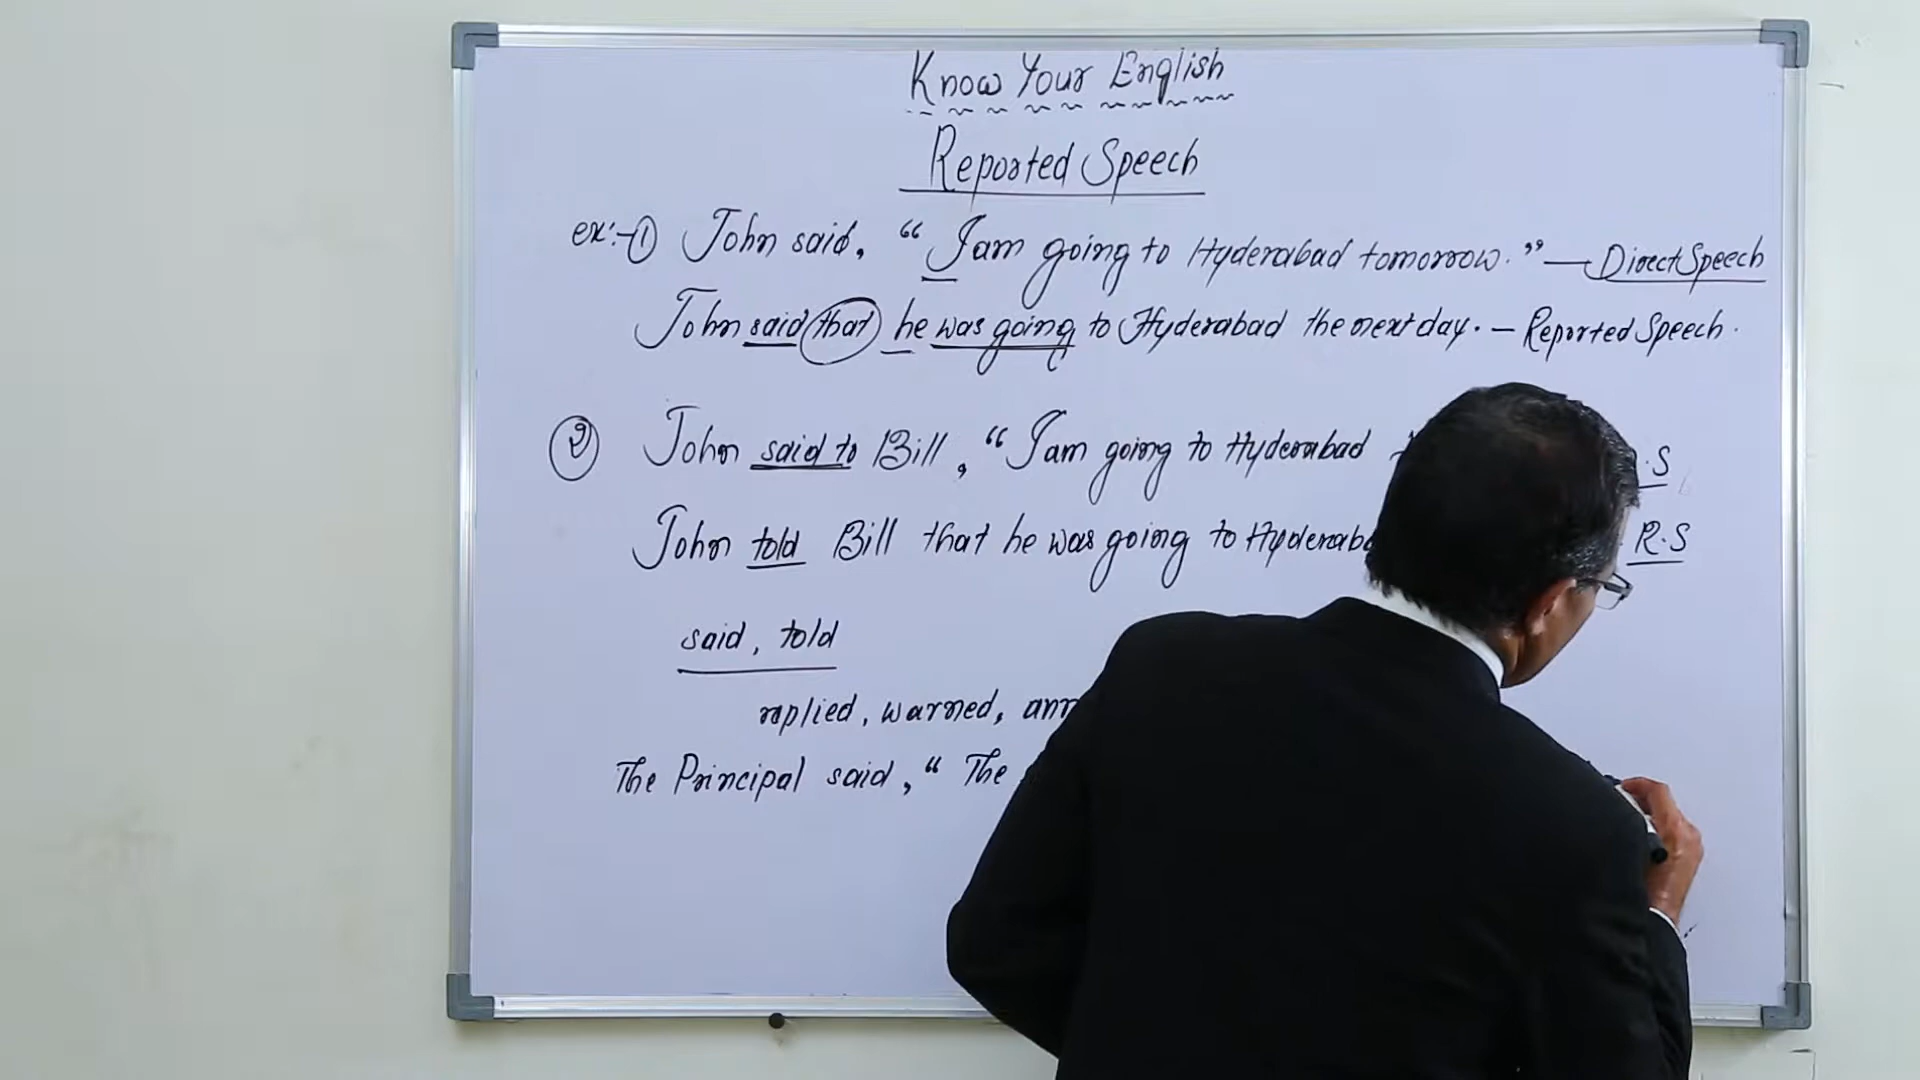 Know Your English
Reported Speech
ex:-① John said, “I am going to Hyderabad tomorrow.” — Direct Speech
John said that he was going to Hyderabad the next day. — Reported Speech.
② John said to Bill, “I am going to Hyderabad .S
John told Bill that he was going to R.S
said, told
replied, warned,
The Principal said, “The